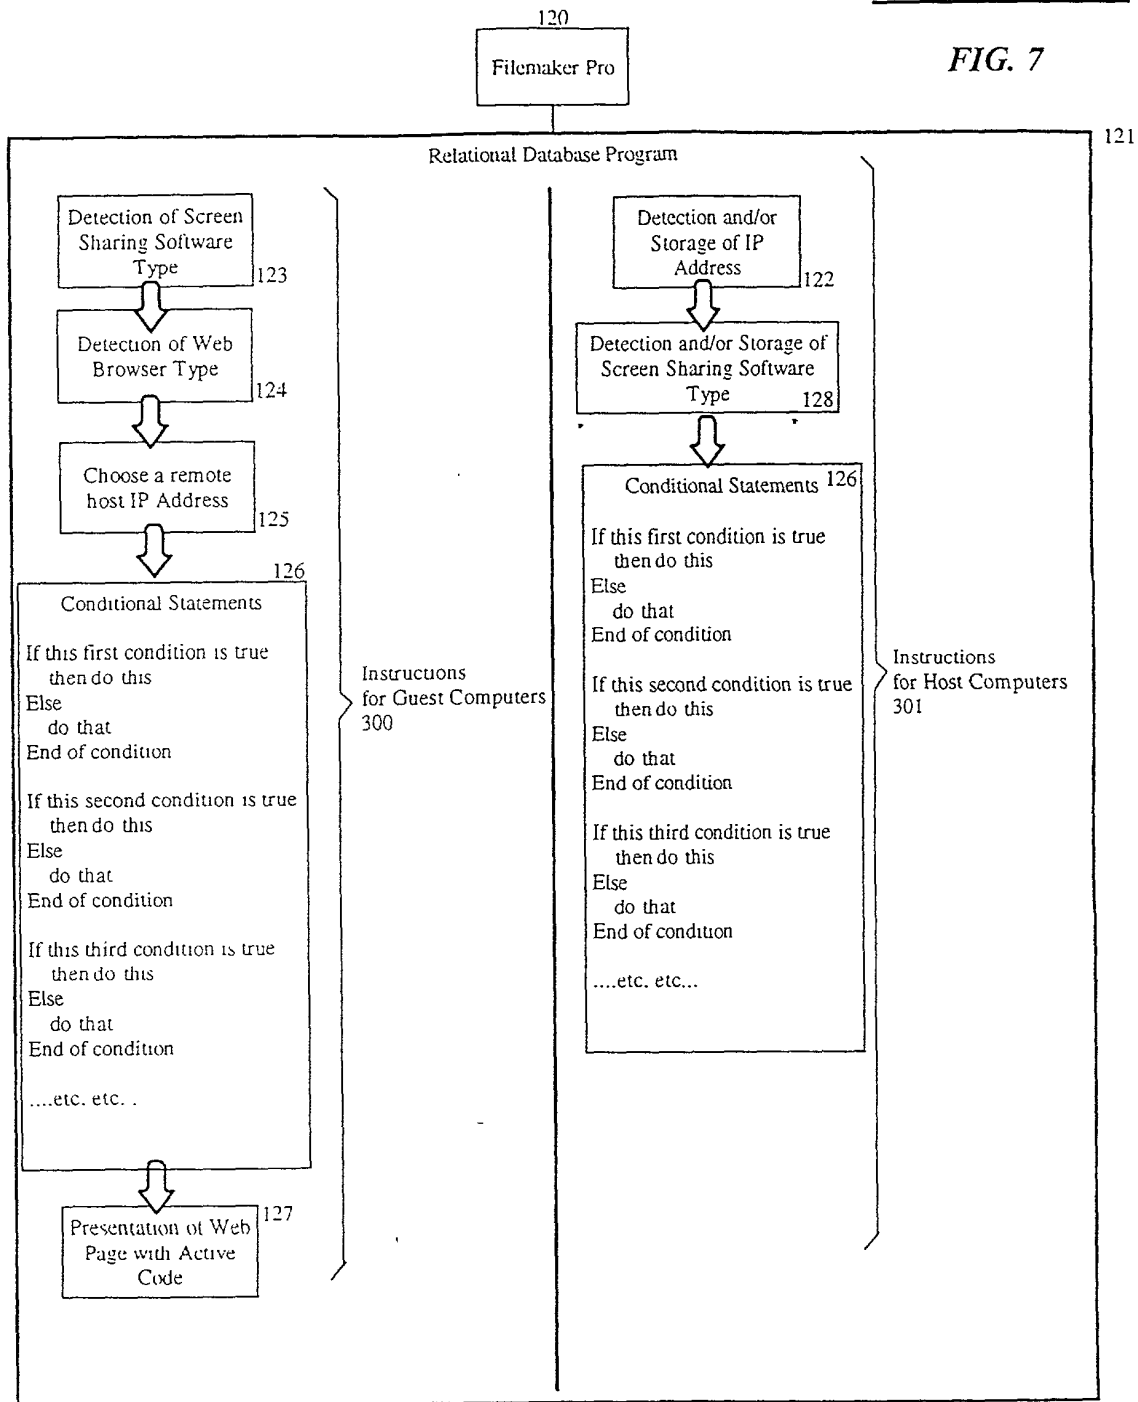 120
Filemaker Pro
FIG. 7
121
Relational Database Program
Detection of Screen
Sharing Software
Type
123
Detection of Web
Browser Type
124
Choose a remote
host IP Address
125
126
Conditional Statements
If this first condition is true
then do this
Else
do that
End of condition
If this second condition is true
then do this
Else
do that
End of condition
If this third condition is true
then do this
Else
do that
End of condition
....etc. etc. .
127
Presentation of Web
Page with Active
Code
Instructions
for Guest Computers
300
Detection and/or
Storage of IP
Address
122
Detection and/or Storage of
Screen Sharing Software
Type
128
Conditional Statements 126
If this first condition is true
then do this
Else
do that
End of condition
If this second condition is true
then do this
Else
do that
End of condition
If this third condition is true
then do this
Else
do that
End of condition
....etc. etc...
Instructions
for Host Computers
301